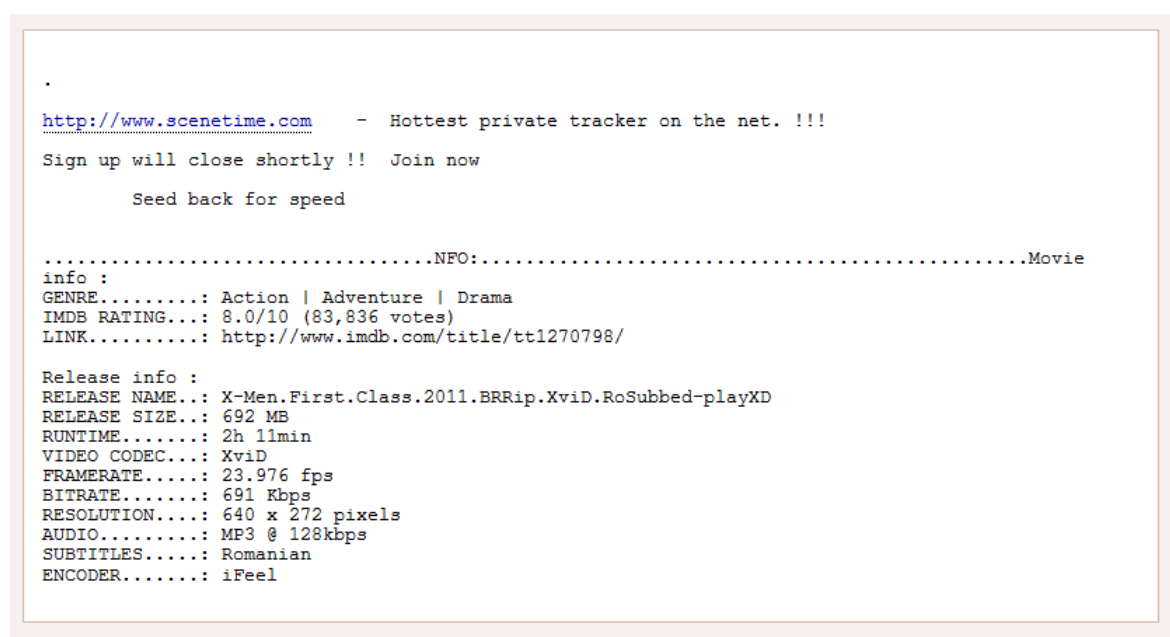 .
http://www.scenetime.com    -  Hottest private tracker on the net. !!!
Sign up will close shortly !!  Join now
        Seed back for speed
...................................NFO:.................................................Movie
info :
GENRE.........: Action | Adventure | Drama
IMDB RATING...: 8.0/10 (83,836 votes)
LINK..........: http://www.imdb.com/title/tt1270798/
Release info :
RELEASE NAME..: X-Men.First.Class.2011.BRRip.XviD.RoSubbed-playXD
RELEASE SIZE..: 692 MB
RUNTIME.......: 2h 11min
VIDEO CODEC...: XviD
FRAMERATE.....: 23.976 fps
BITRATE.......: 691 Kbps
RESOLUTION....: 640 x 272 pixels
AUDIO.........: MP3 @ 128kbps
SUBTITLES.....: Romanian
ENCODER.......: iFeel